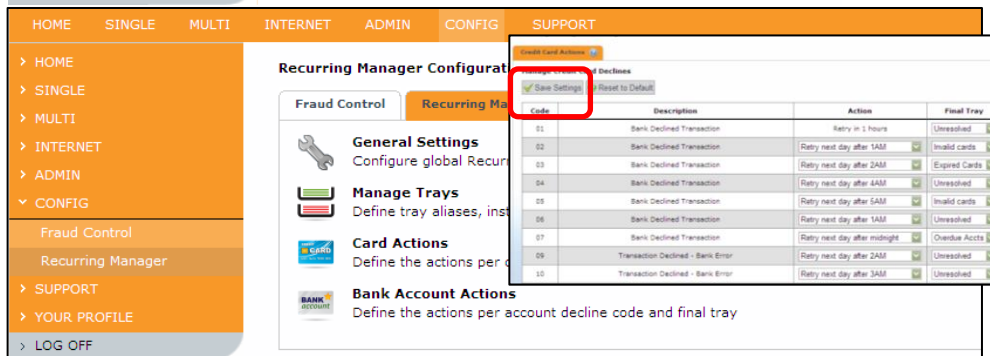 HOME SINGLE MULTI INTERNET ADMIN CONFIG SUPPORT
> HOME
> SINGLE
> MULTI
> INTERNET
> ADMIN
CONFIG
Fraud Control
Recurring Manager
> SUPPORT
> YOUR PROFILE
> LOG OFF
Recurring Manager Configurat
Fraud Control Recurring Ma
General Settings
Configure global Recurr
Manage Trays
Define tray aliases, inst
CARD
Card Actions
Define the actions per
BANK account
Bank Account Actions
Define the actions per account decline code and final tray
Credit Card Actions
Manage Credit Card Declines
Save Settings Reset to Default
Code Description Action Final Tray
01 Bank Declined Transaction Retry in 1 hours Unresolved
02 Bank Declined Transaction Retry next day after 1AM Invalid cards
03 Bank Declined Transaction Retry next day after 2AM Expired Cards
04 Bank Declined Transaction Retry next day after 4AM Unresolved
05 Bank Declined Transaction Retry next day after 5AM Invalid cards
06 Bank Declined Transaction Retry next day after 1AM Unresolved
07 Bank Declined Transaction Retry next day after midnight Overdue Accts
09 Transaction Declined - Bank Error Retry next day after 2AM Unresolved
10 Transaction Declined - Bank Error Retry next day after 3AM Unresolved